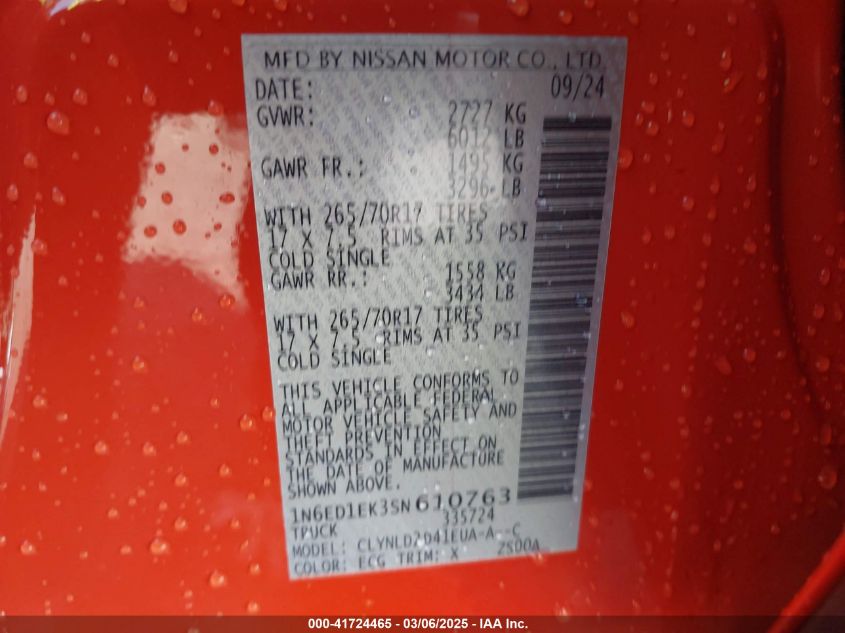 MFD BY NISSAN MOTOR CO., LTD.
DATE: 09/24
GVWR: 2727 KG
6012 LB
GAWR FR.: 1495 KG
3296 LB
WITH 265/70R17 TIRES
17 X 7.5 RIMS AT 35 PSI
COLD SINGLE
GAWR RR.: 1558 KG
3434 LB
WITH 265/70R17 TIRES
17 X 7.5 RIMS AT 35 PSI
COLD SINGLE
THIS VEHICLE CONFORMS TO
ALL APPLICABLE FEDERAL
MOTOR VEHICLE SAFETY AND
THEFT PREVENTION
STANDARDS IN EFFECT ON
THE DATE OF MANUFACTURE
SHOWN ABOVE.
1N6ED1EK3SN610763
TRUCK 335724
MODEL: CLYNLD2D41EUA-A--C
COLOR: ECG TRIM: X 2S00A
000-41724465 - 03/06/2025 - IAA Inc.